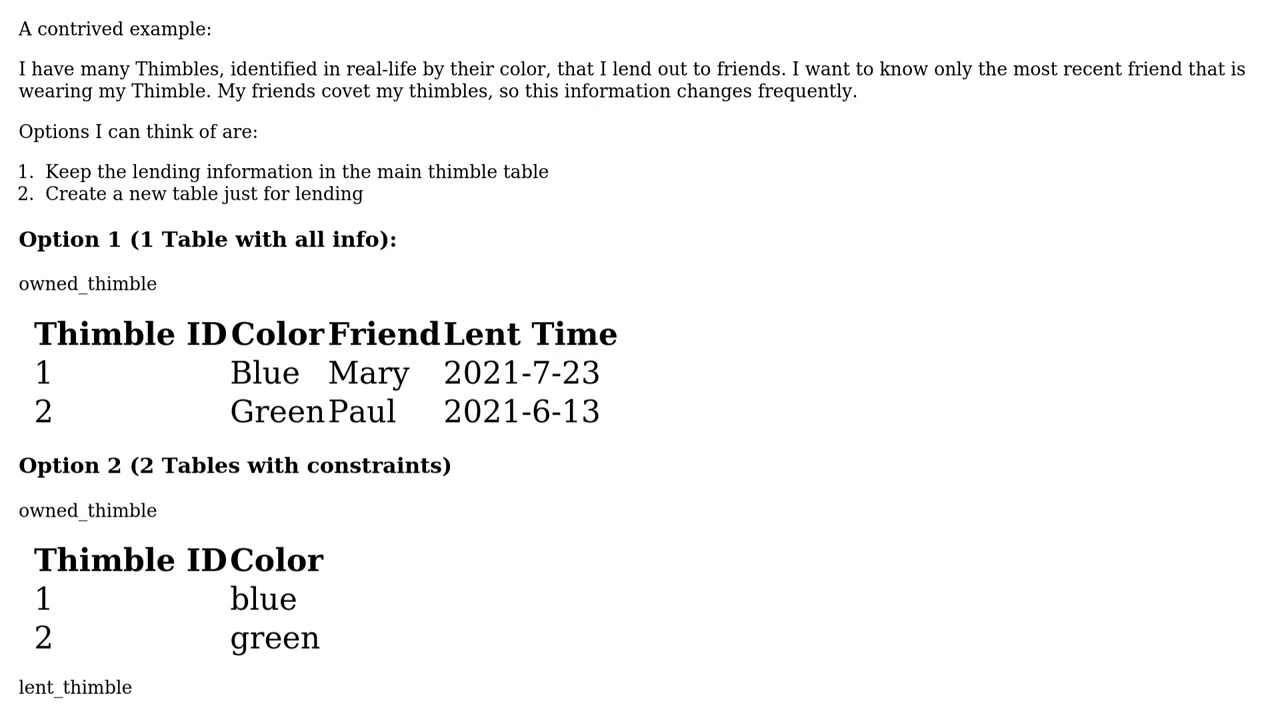 A contrived example:
I have many Thimbles, identified in real-life by their color, that I lend out to friends. I want to know only the most recent friend that is
wearing my Thimble. My friends covet my thimbles, so this information changes frequently.
Options I can think of are:
1. Keep the lending information in the main thimble table
2. Create a new table just for lending
Option 1 (1 Table with all info):
owned_thimble
Thimble ID Color Friend Lent Time
1 Blue Mary 2021-7-23
2 Green Paul 2021-6-13
Option 2 (2 Tables with constraints)
owned_thimble
Thimble ID Color
1 blue
2 green
lent_thimble